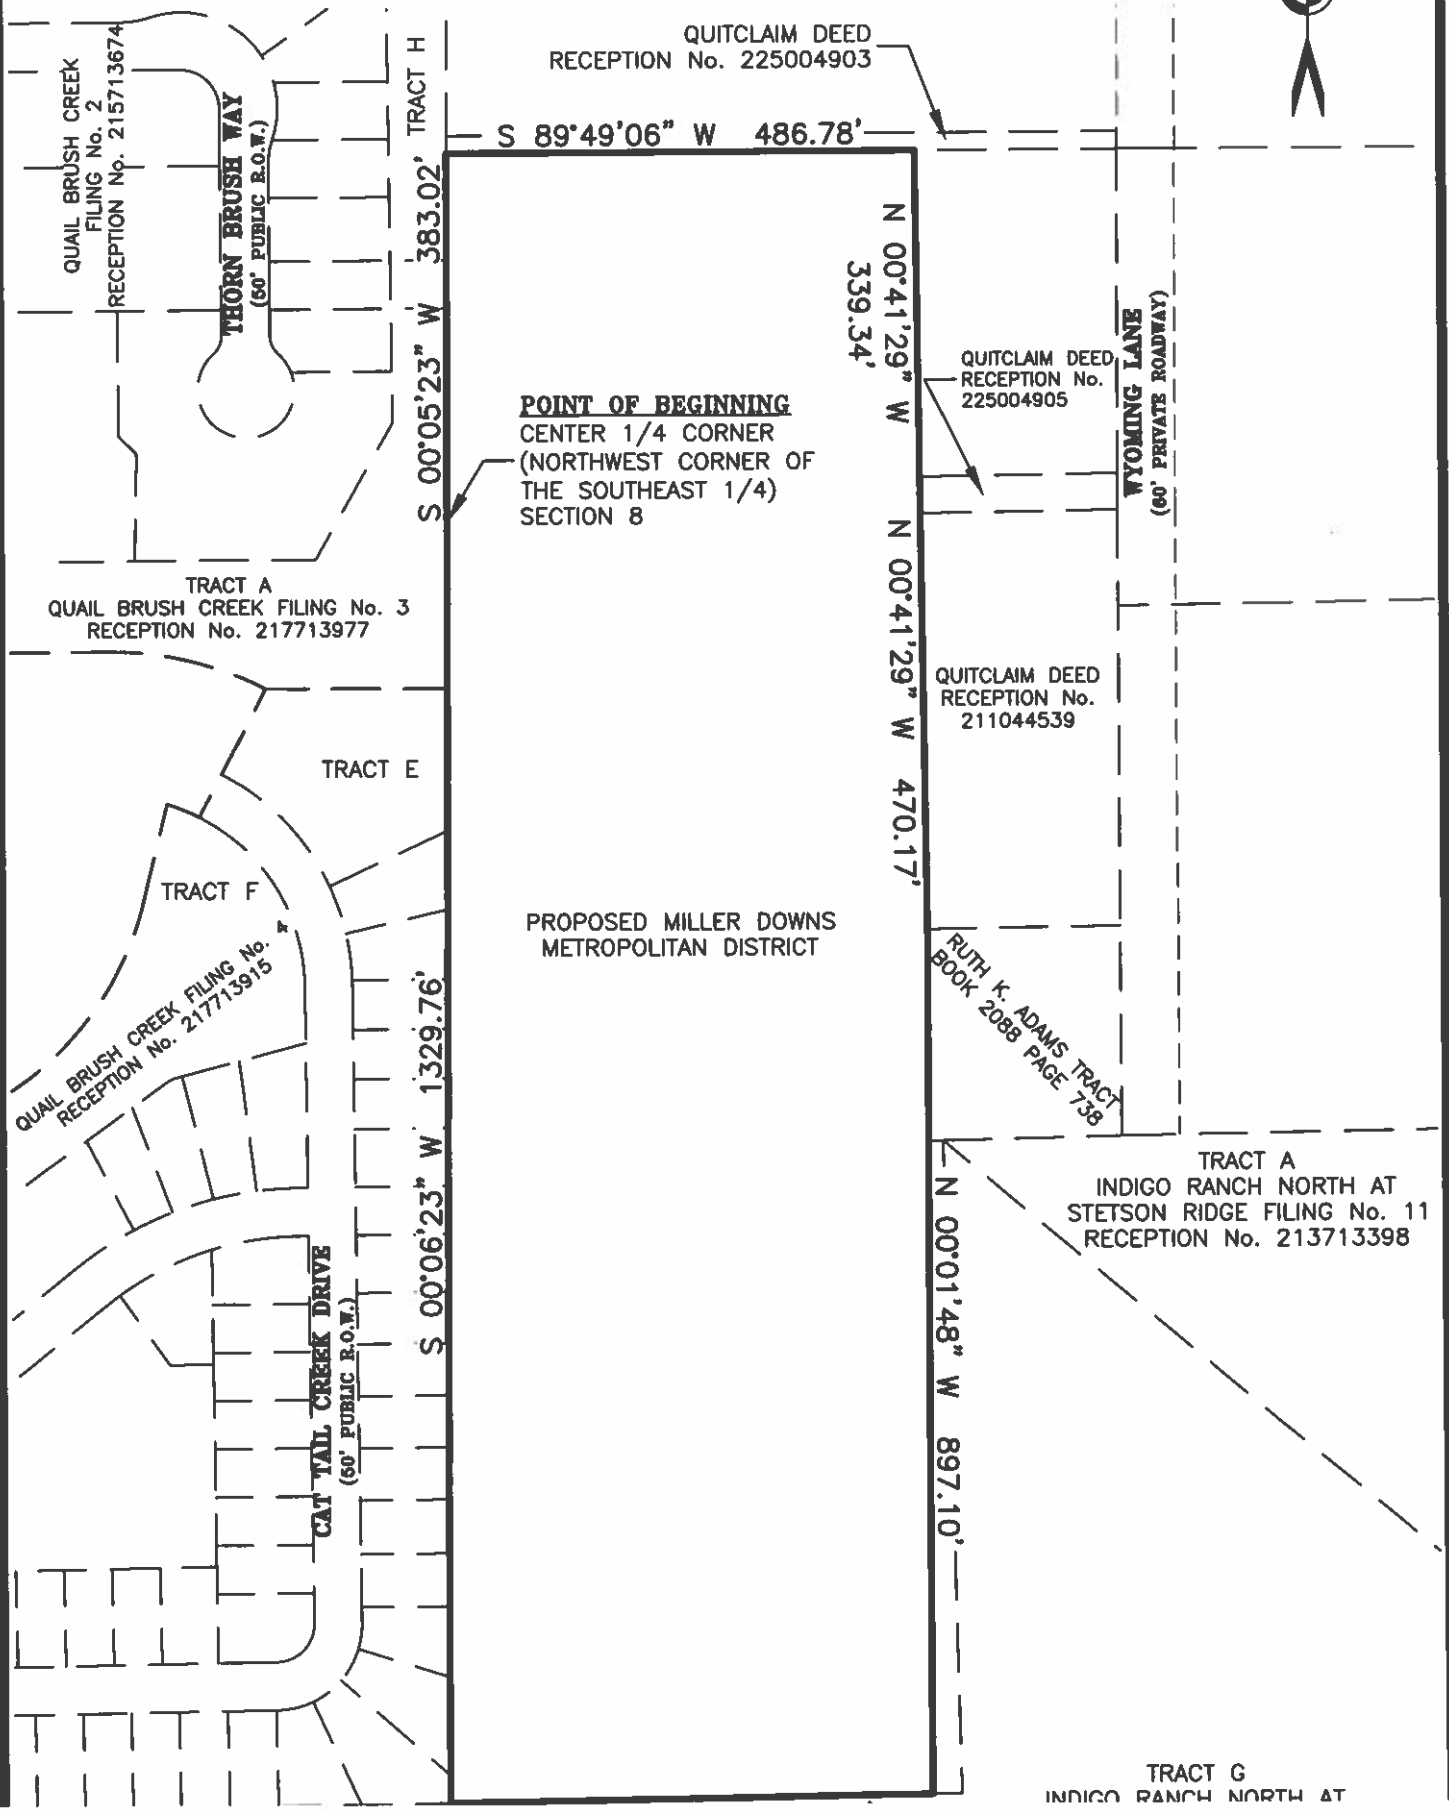 QUITCLAIM DEED
RECEPTION No. 225004903
QUAIL BRUSH CREEK
FILING No. 2
RECEPTION No. 215713674
THORN BRUSH WAY
(50' PUBLIC R.O.W.)
TRACT H
S 89°49'06" W 486.78'
S 00°05'23" W 383.02'
N 00°41'29" W
339.34'
POINT OF BEGINNING
CENTER 1/4 CORNER
(NORTHWEST CORNER OF
THE SOUTHEAST 1/4)
SECTION 8
QUITCLAIM DEED
RECEPTION No.
225004905
WYOMING LANE
(60' PRIVATE ROADWAY)
TRACT A
QUAIL BRUSH CREEK FILING No. 3
RECEPTION No. 217713977
N 00°41'29" W 470.17'
QUITCLAIM DEED
RECEPTION No.
211044539
TRACT E
TRACT F
QUAIL BRUSH CREEK FILING No. 4
RECEPTION No. 217713915
PROPOSED MILLER DOWNS
METROPOLITAN DISTRICT
RUTH K. ADAMS TRACT
BOOK 2088 PAGE 738
S 00°06'23" W 1329.76'
TRACT A
INDIGO RANCH NORTH AT
STETSON RIDGE FILING No. 11
RECEPTION No. 213713398
N 00°01'48" W 897.10'
CAT TAIL CREEK DRIVE
(50' PUBLIC R.O.W.)
TRACT G
INDIGO RANCH NORTH AT